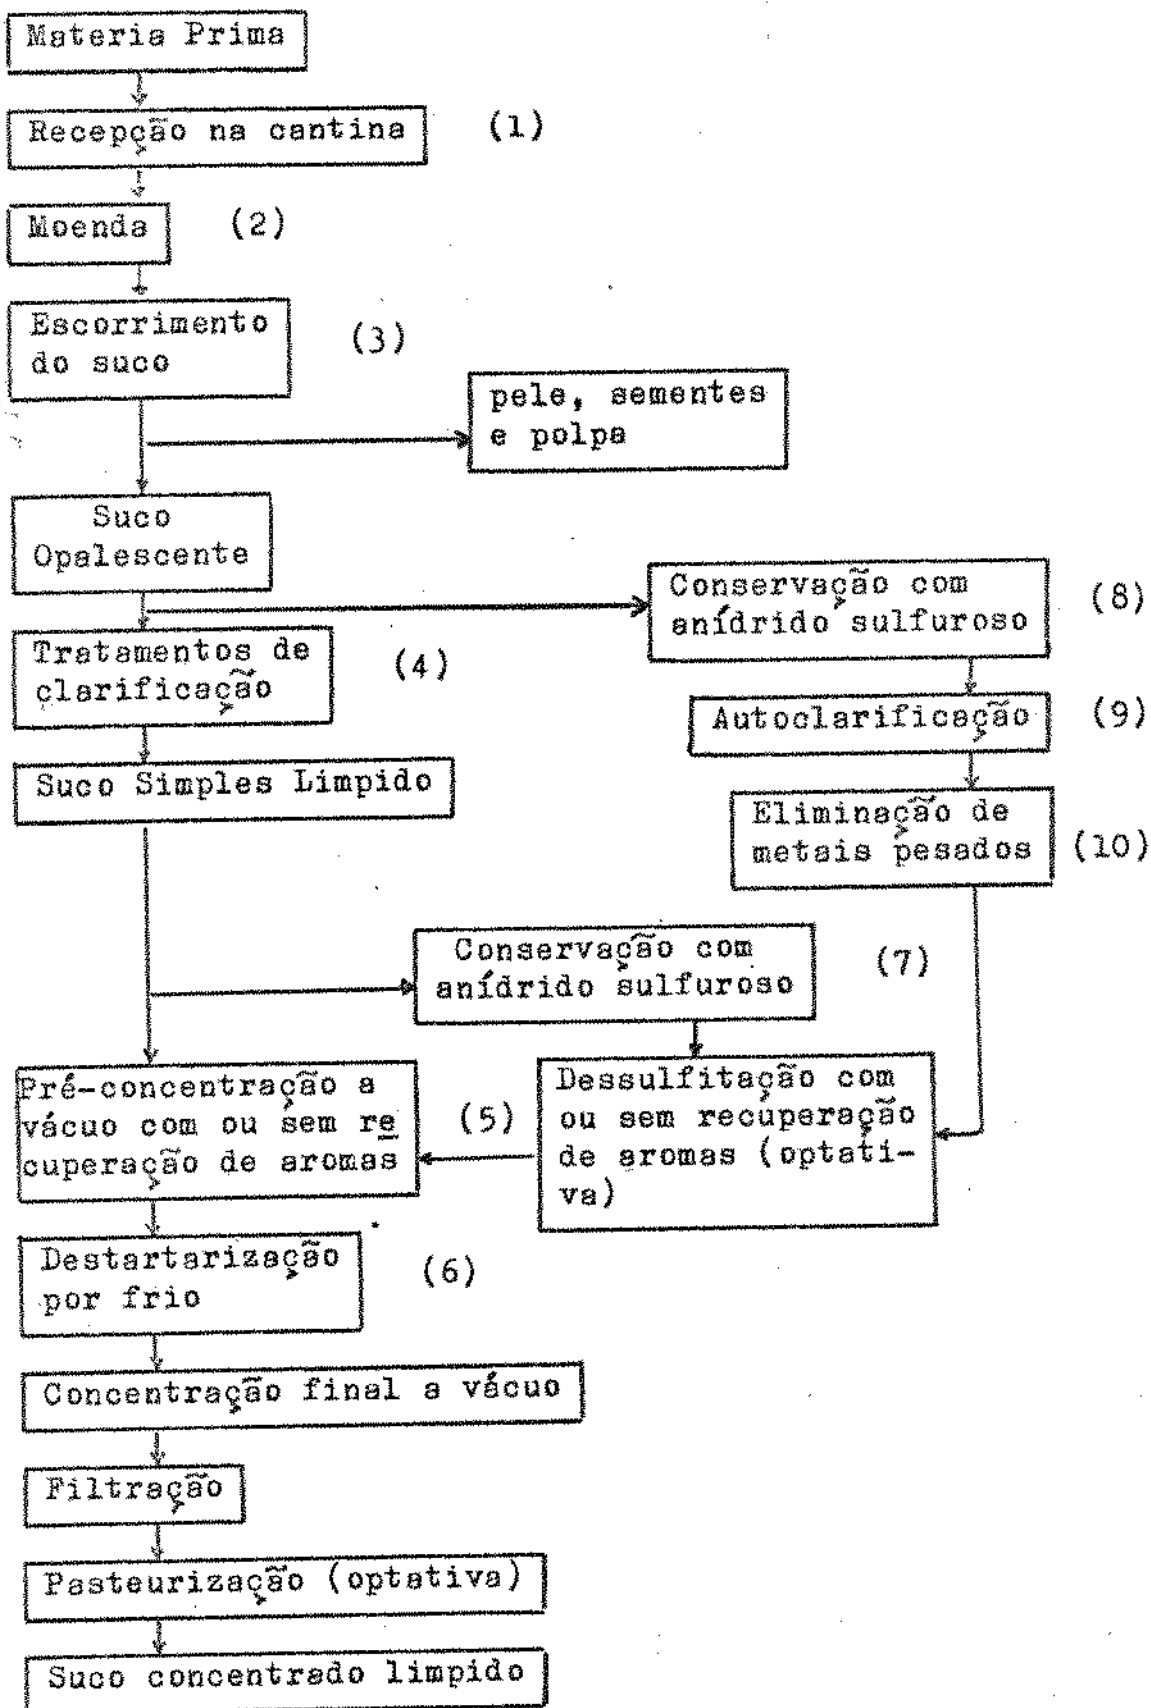 Materia Prima
Recepção na cantina (1)
Moenda (2)
Escorrimento
do suco
(3)
pele, sementes
e polpa
Suco
Opalescente
Conservação com
anídrido sulfuroso
(8)
Tratamentos de
clarificação
(4)
Autoclarificação (9)
Suco Simples Limpido
Eliminação de
metais pesados
(10)
Conservação com
anídrido sulfuroso
(7)
Pré-concentração a
vácuo com ou sem re
cuperação de aromas
(5)
Dessulfitação com
ou sem recuperação
de aromas (optati-
va)
Destartarização
por frio
(6)
Concentração final a vácuo
Filtração
Pasteurização (optativa)
Suco concentrado limpido